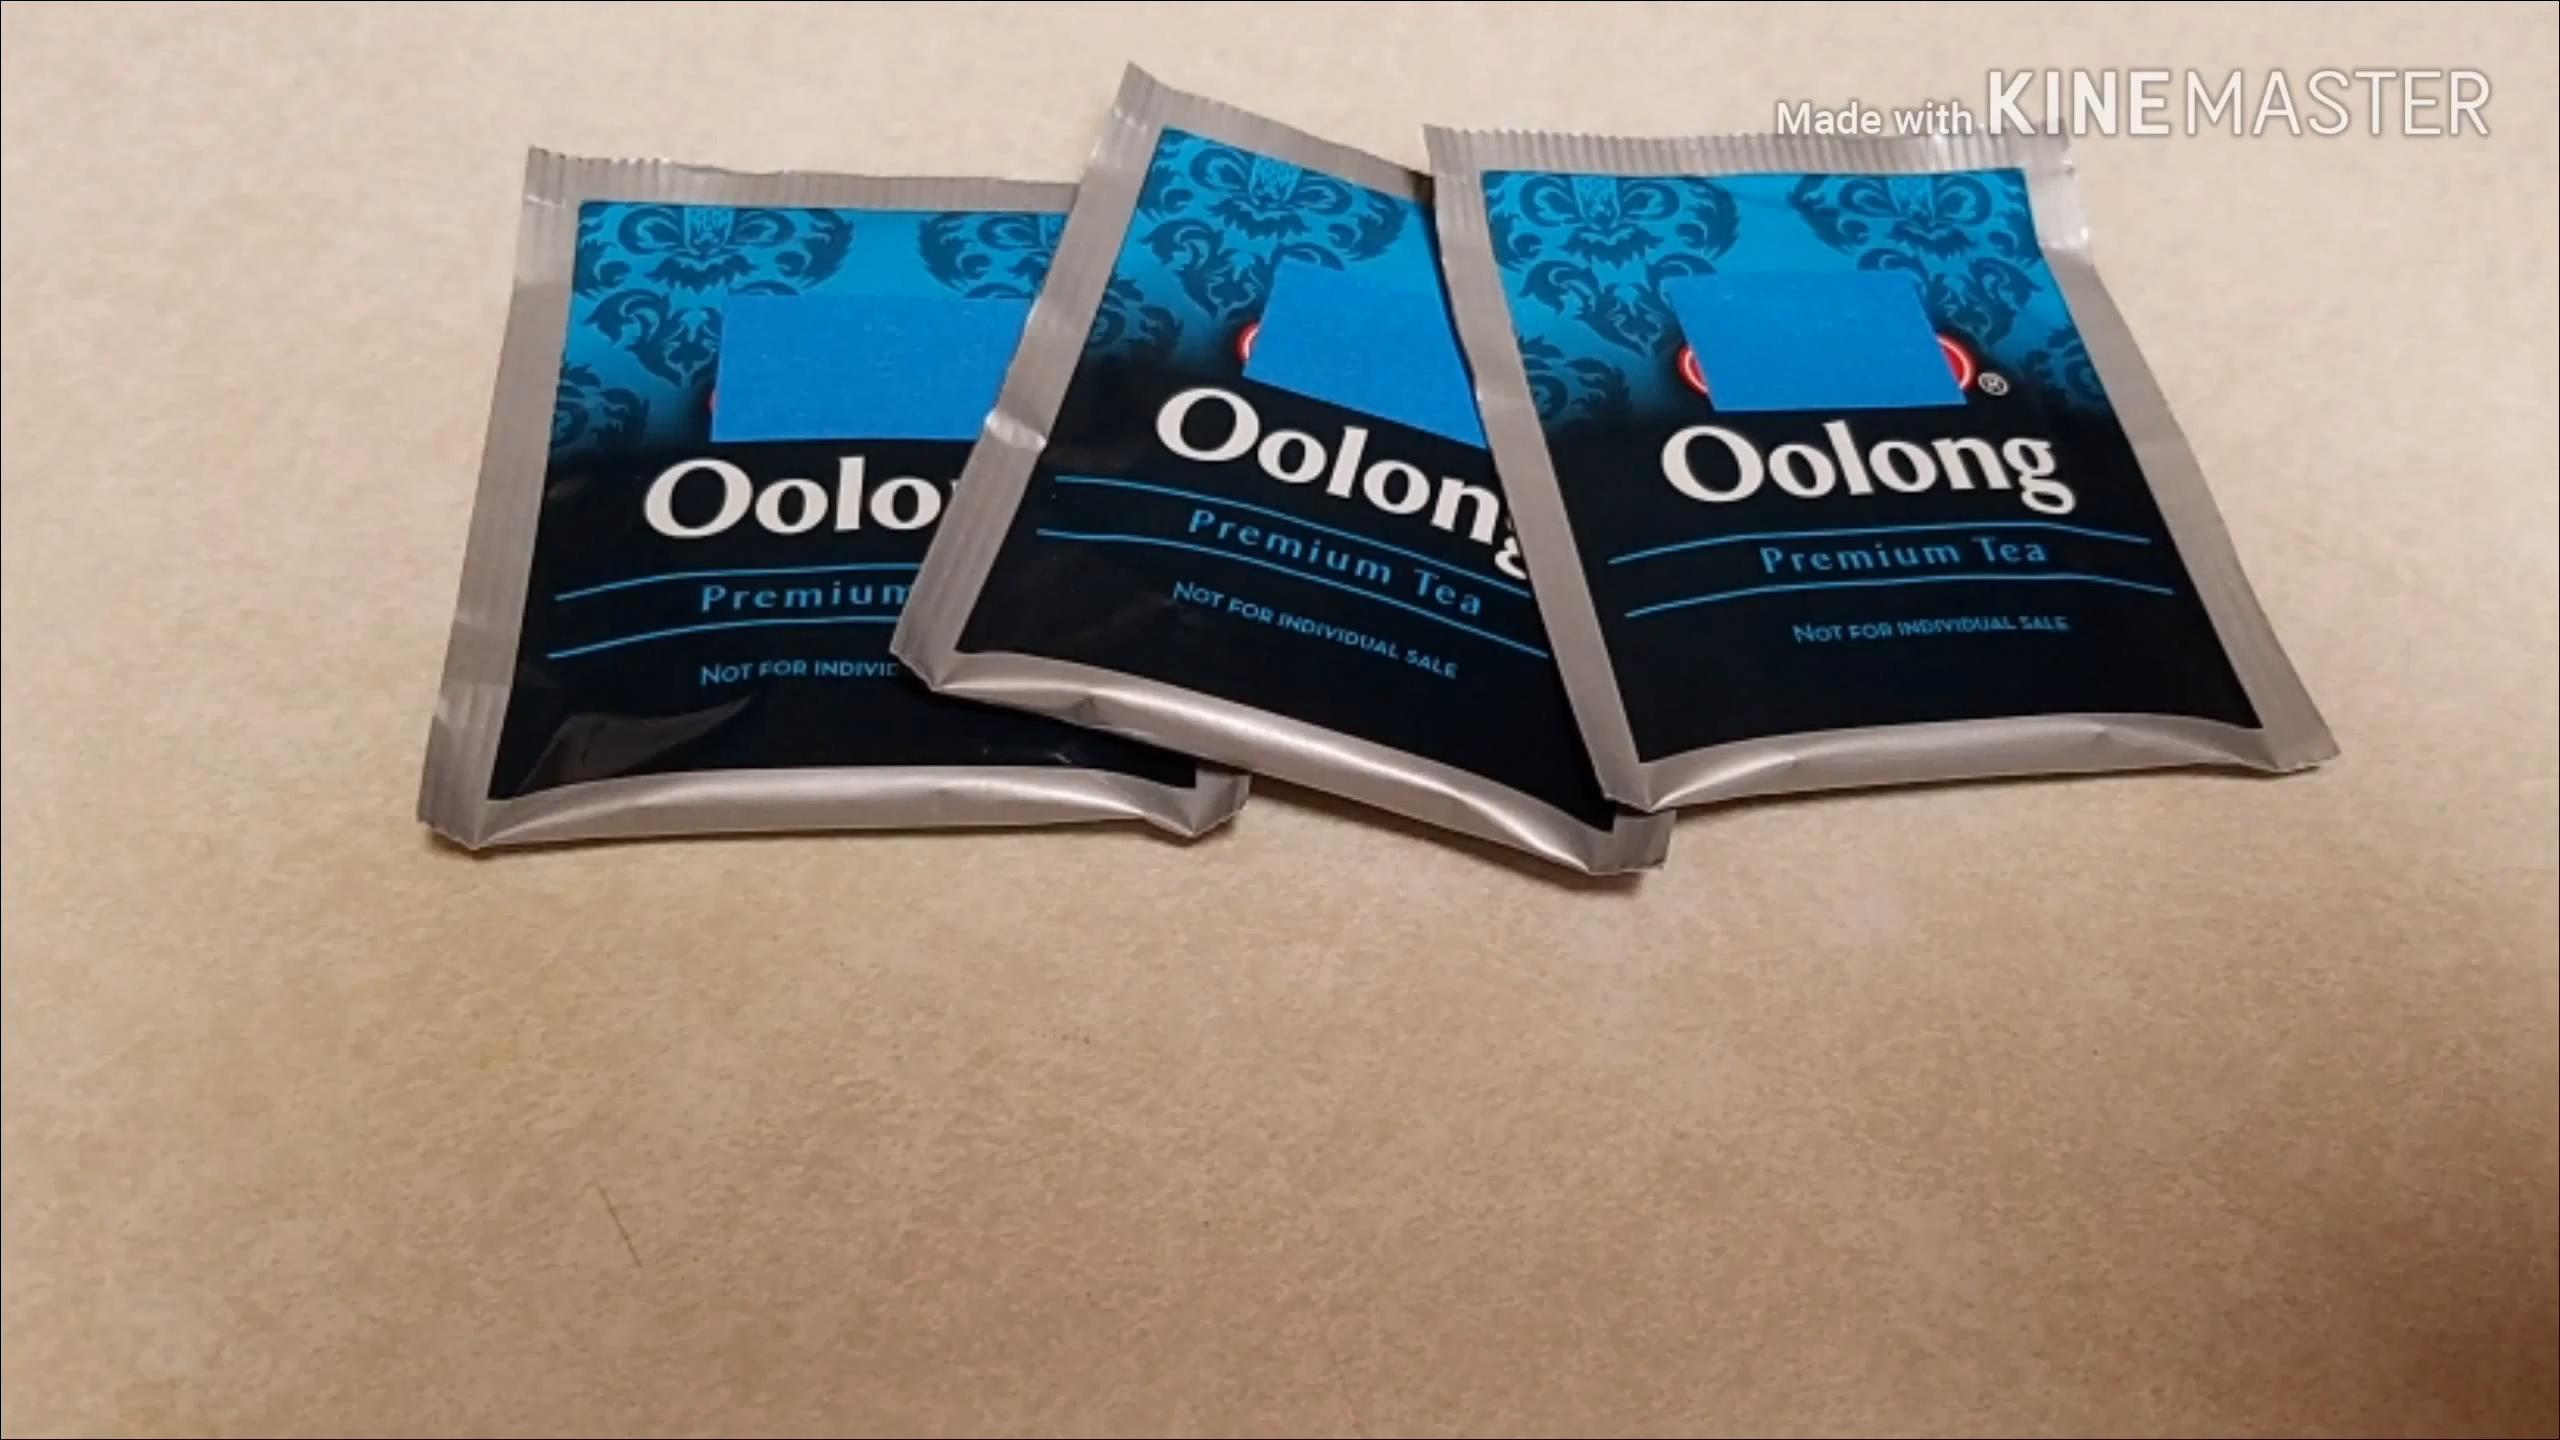 Made with KINEMASTER
Oolo
Premium
NOT FOR INDIVID
Oolong
Premium Tea
NOT FOR INDIVIDUAL SALE
®
Oolong
Premium Tea
NOT FOR INDIVIDUAL SALE